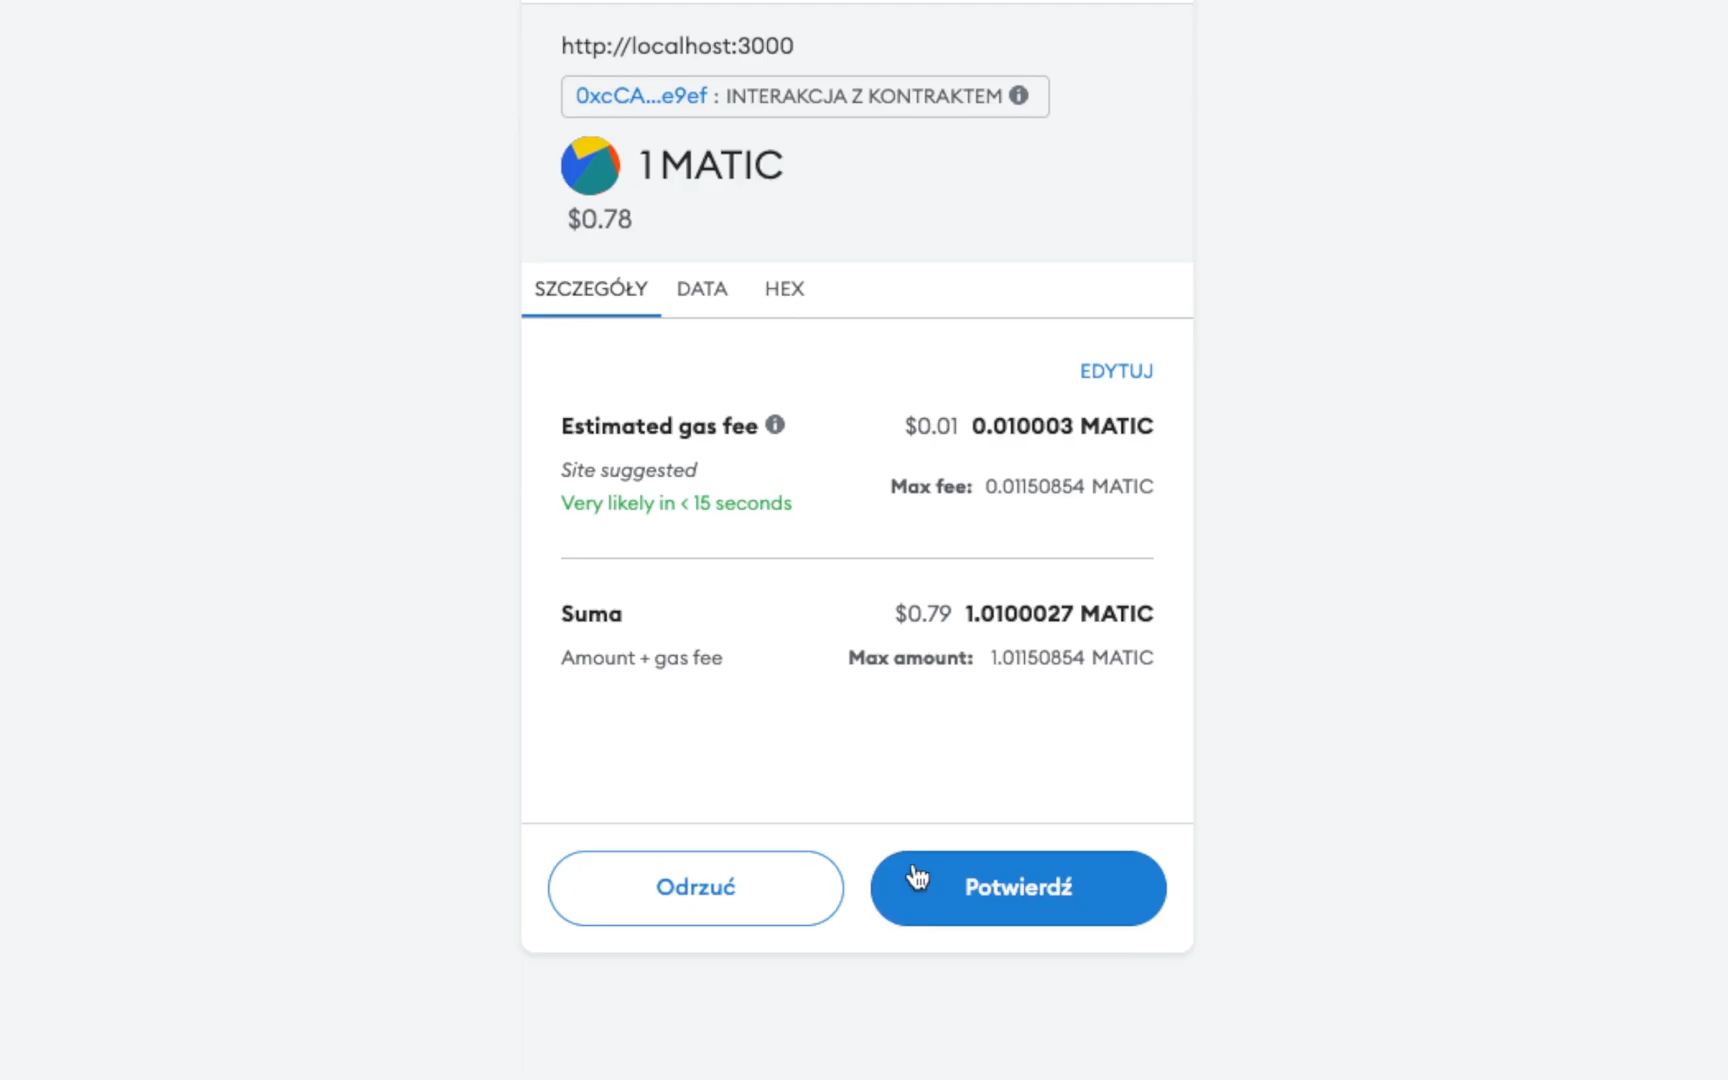 http://localhost:3000
0xcCA...e9ef : INTERAKCJA Z KONTRAKTEM
1 MATIC
$0.78
SZCZEGÓŁY DATA HEX
EDYTUJ
Estimated gas fee $0.01 0.010003 MATIC
Site suggested
Max fee: 0.01150854 MATIC
Very likely in < 15 seconds
Suma $0.79 1.0100027 MATIC
Amount + gas fee Max amount: 1.01150854 MATIC
Odrzuć Potwierdź